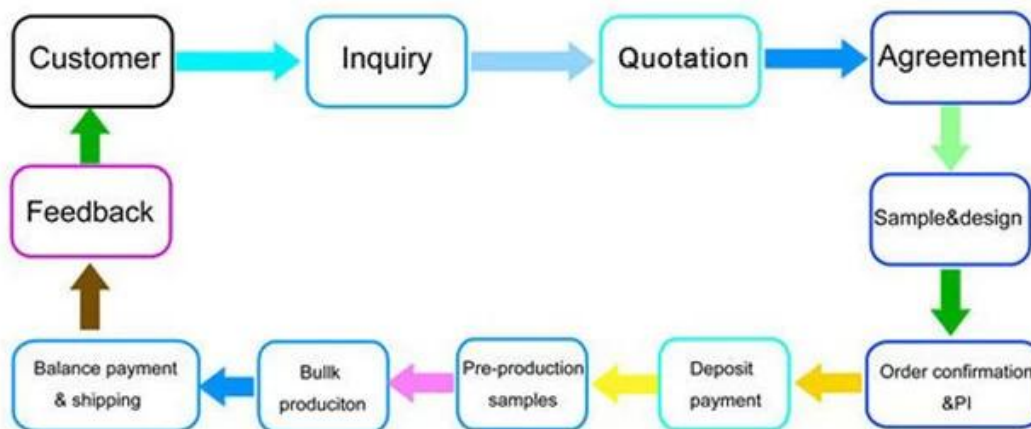 Customer
Inquiry
Quotation
Agreement
Sample&design
Order confirmation
&PI
Deposit
payment
Pre-production
samples
Bullk
produciton
Balance payment
& shipping
Feedback